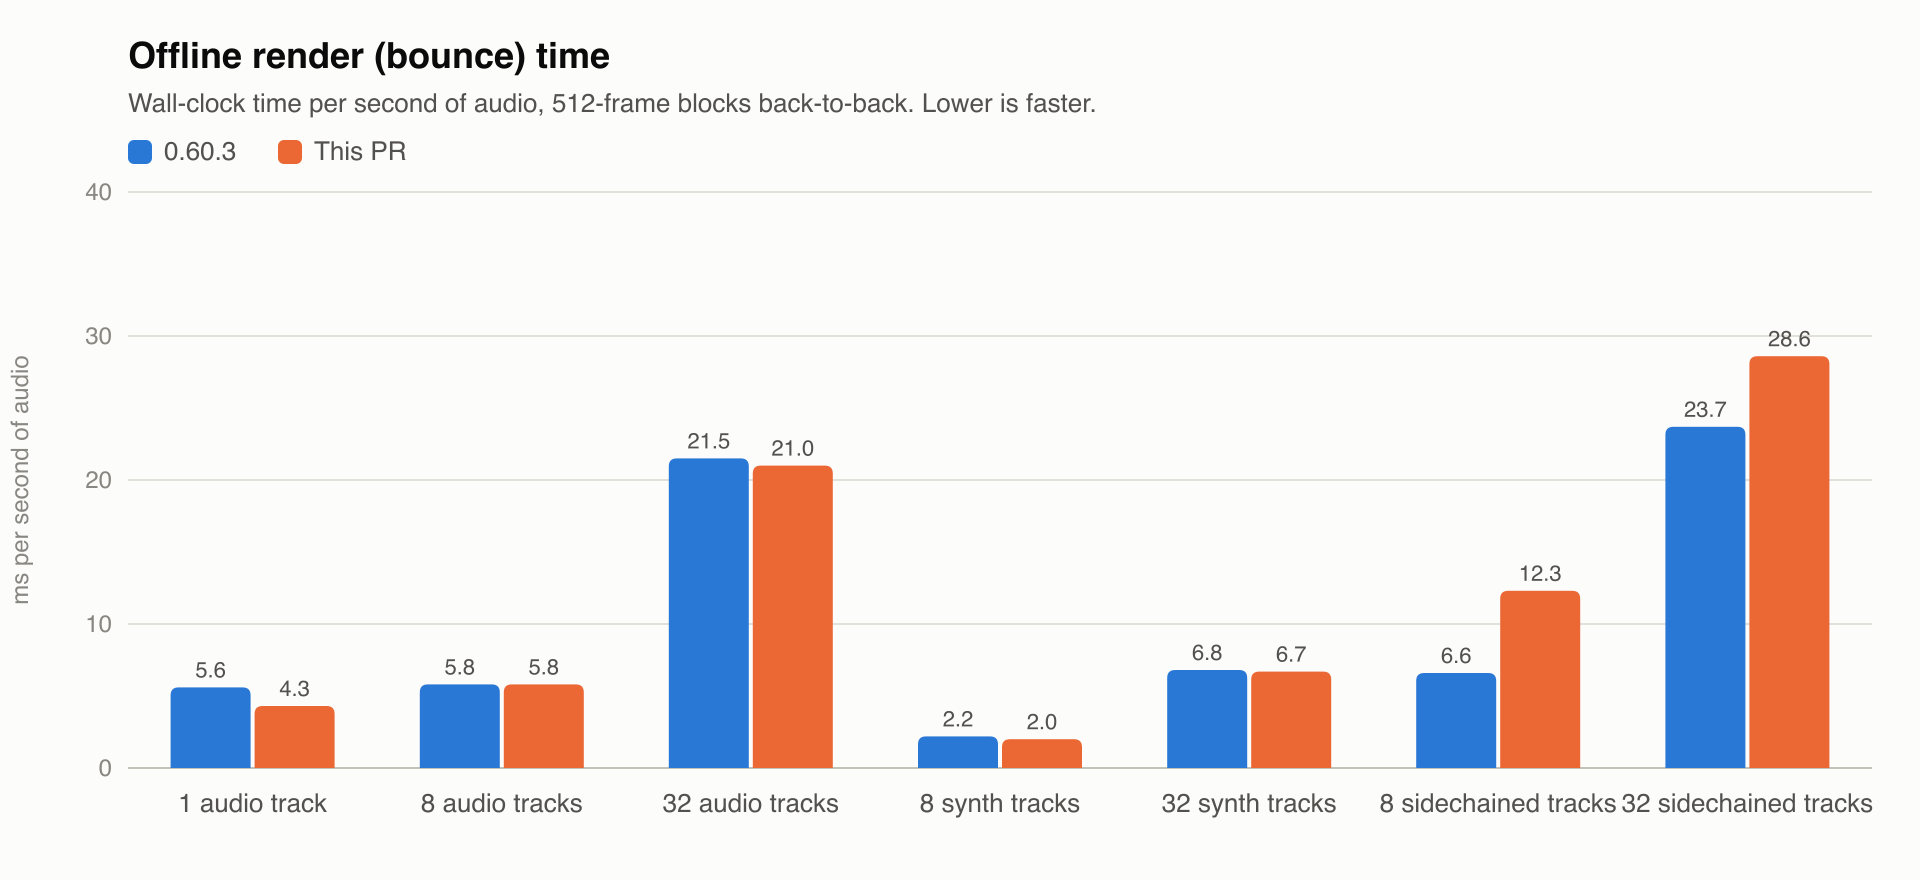 Offline render (bounce) time
Wall-clock time per second of audio, 512-frame blocks back-to-back. Lower is faster.
0.60.3 This PR
ms per second of audio
40
30
20
10
0
5.6 4.3
5.8 5.8
21.5 21.0
2.2 2.0
6.8 6.7
6.6 12.3
23.7 28.6
1 audio track 8 audio tracks 32 audio tracks 8 synth tracks 32 synth tracks 8 sidechained tracks 32 sidechained tracks